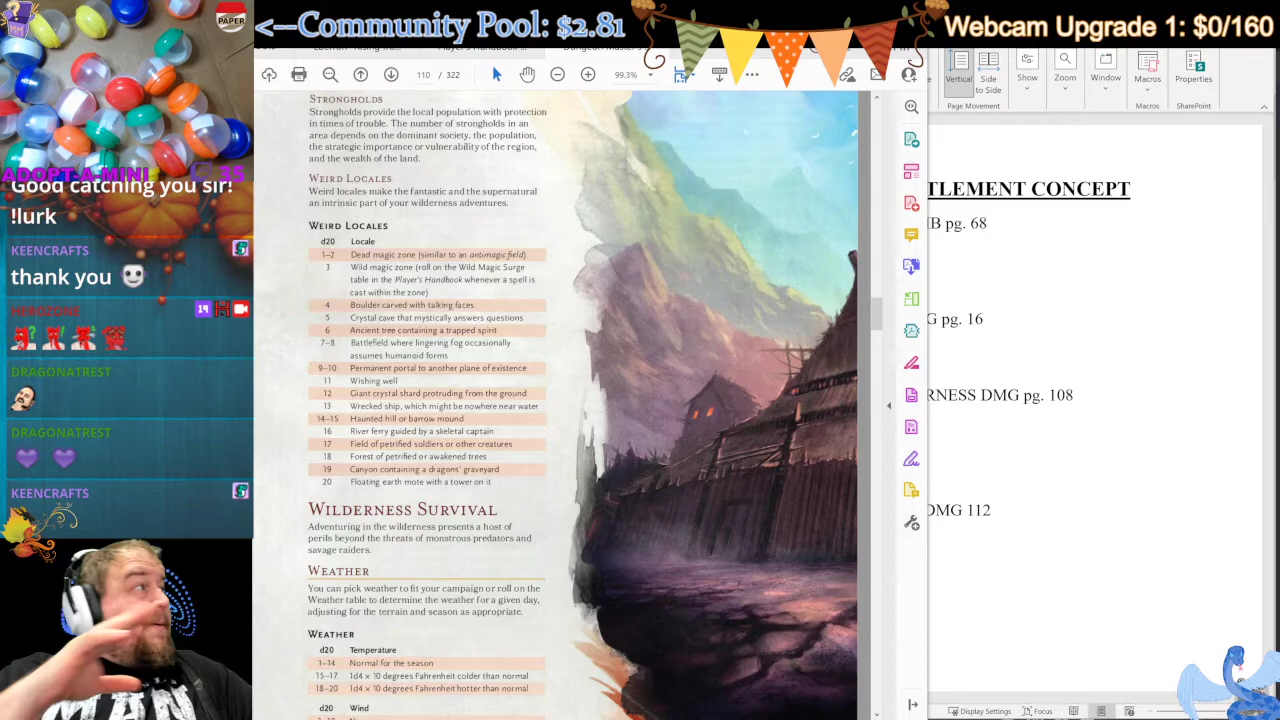 PAPER
<--Community Pool: $2.81
Webcam Upgrade 1: $0/160
110 / 322
99.3%
Vertical
Side to Side
Show
Zoom
Window
Macros
Properties
Page Movement
Macros
SharePoint
ADOPT-A-MINI
35
Good catching you sir!
!lurk
KEENCRAFTS
thank you
HEROZONE
19
DRAGONATREST
DRAGONATREST
KEENCRAFTS
STRONGHOLDS
Strongholds provide the local population with protection
in times of trouble. The number of strongholds in an
area depends on the dominant society, the population,
the strategic importance or vulnerability of the region,
and the wealth of the land.
WEIRD LOCALES
Weird locales make the fantastic and the supernatural
an intrinsic part of your wilderness adventures.
WEIRD LOCALES
d20 Locale
1–2 Dead magic zone (similar to an antimagic field)
3 Wild magic zone (roll on the Wild Magic Surge
table in the Player's Handbook whenever a spell is
cast within the zone)
4 Boulder carved with talking faces
5 Crystal cave that mystically answers questions
6 Ancient tree containing a trapped spirit
7–8 Battlefield where lingering fog occasionally
assumes humanoid forms
9–10 Permanent portal to another plane of existence
11 Wishing well
12 Giant crystal shard protruding from the ground
13 Wrecked ship, which might be nowhere near water
14–15 Haunted hill or barrow mound
16 River ferry guided by a skeletal captain
17 Field of petrified soldiers or other creatures
18 Forest of petrified or awakened trees
19 Canyon containing a dragons' graveyard
20 Floating earth mote with a tower on it
WILDERNESS SURVIVAL
Adventuring in the wilderness presents a host of
perils beyond the threats of monstrous predators and
savage raiders.
WEATHER
You can pick weather to fit your campaign or roll on the
Weather table to determine the weather for a given day,
adjusting for the terrain and season as appropriate.
WEATHER
d20 Temperature
1–14 Normal for the season
15–17 1d4 × 10 degrees Fahrenheit colder than normal
18–20 1d4 × 10 degrees Fahrenheit hotter than normal
d20 Wind
TLEMENT CONCEPT
pg. 68
G pg. 16
RNESS DMG pg. 108
DMG 112
Display Settings
Focus